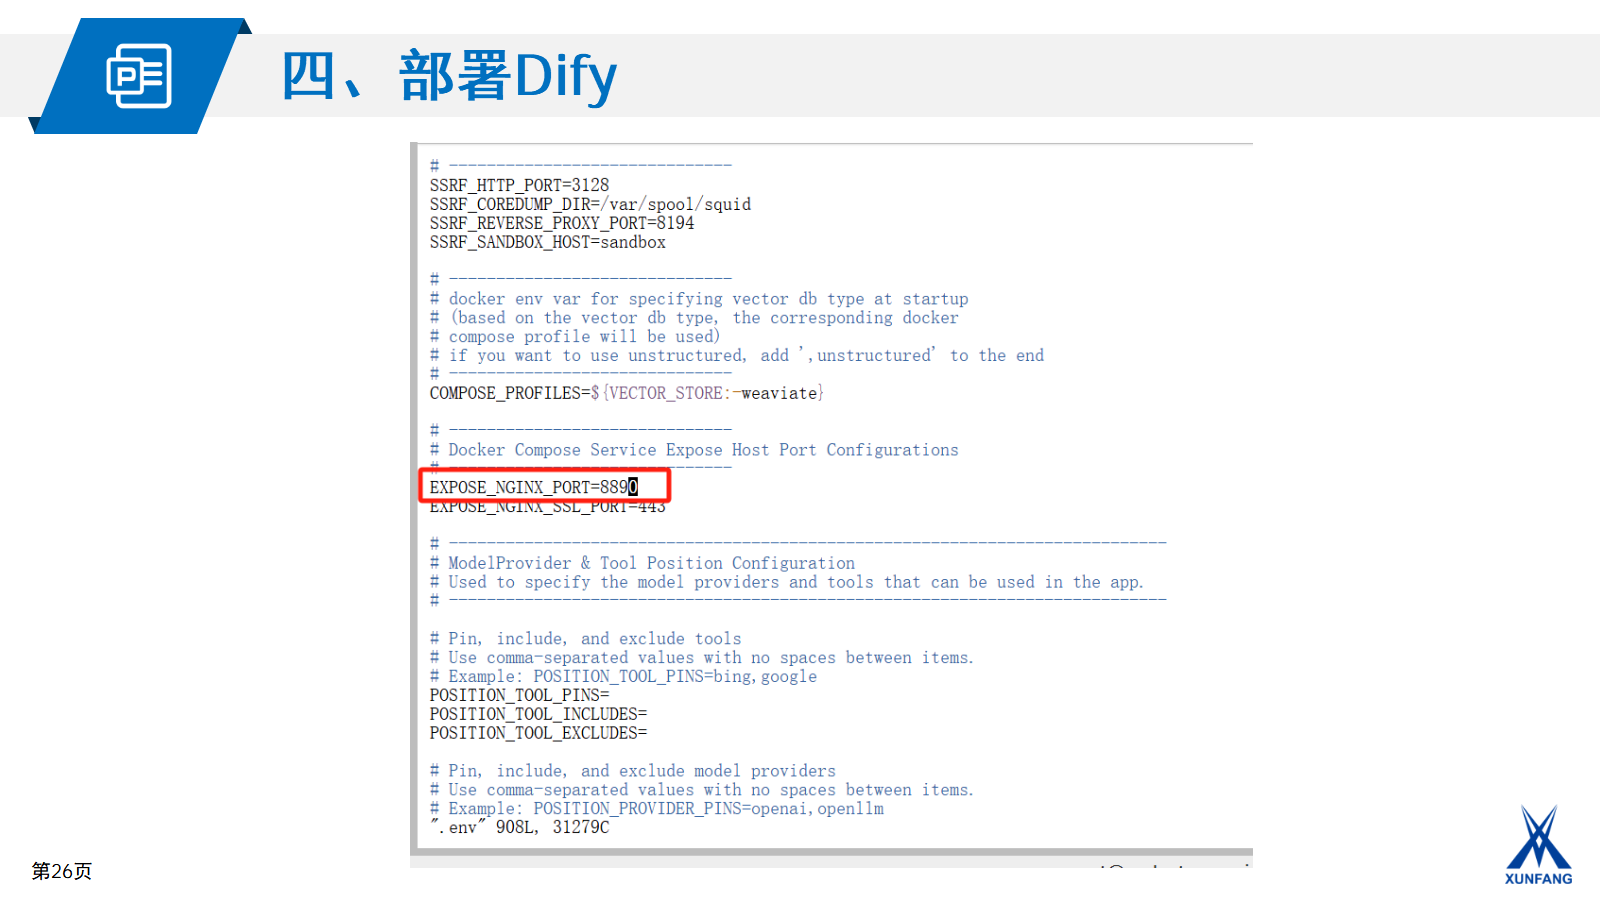 四、部署Dify
# ------------------------------
SSRF_HTTP_PORT=3128
SSRF_COREDUMP_DIR=/var/spool/squid
SSRF_REVERSE_PROXY_PORT=8194
SSRF_SANDBOX_HOST=sandbox
# ------------------------------
# docker env var for specifying vector db type at startup
# (based on the vector db type, the corresponding docker
# compose profile will be used)
# if you want to use unstructured, add ',unstructured' to the end
# ------------------------------
COMPOSE_PROFILES=${VECTOR_STORE:-weaviate}
# ------------------------------
# Docker Compose Service Expose Host Port Configurations
# ------------------------------
EXPOSE_NGINX_PORT=8890
EXPOSE_NGINX_SSL_PORT=443
# ----------------------------------------------------------------------------
# ModelProvider & Tool Position Configuration
# Used to specify the model providers and tools that can be used in the app.
# ----------------------------------------------------------------------------
# Pin, include, and exclude tools
# Use comma-separated values with no spaces between items.
# Example: POSITION_TOOL_PINS=bing,google
POSITION_TOOL_PINS=
POSITION_TOOL_INCLUDES=
POSITION_TOOL_EXCLUDES=
# Pin, include, and exclude model providers
# Use comma-separated values with no spaces between items.
# Example: POSITION_PROVIDER_PINS=openai,openllm
".env" 908L, 31279C
第26页
XUNFANG